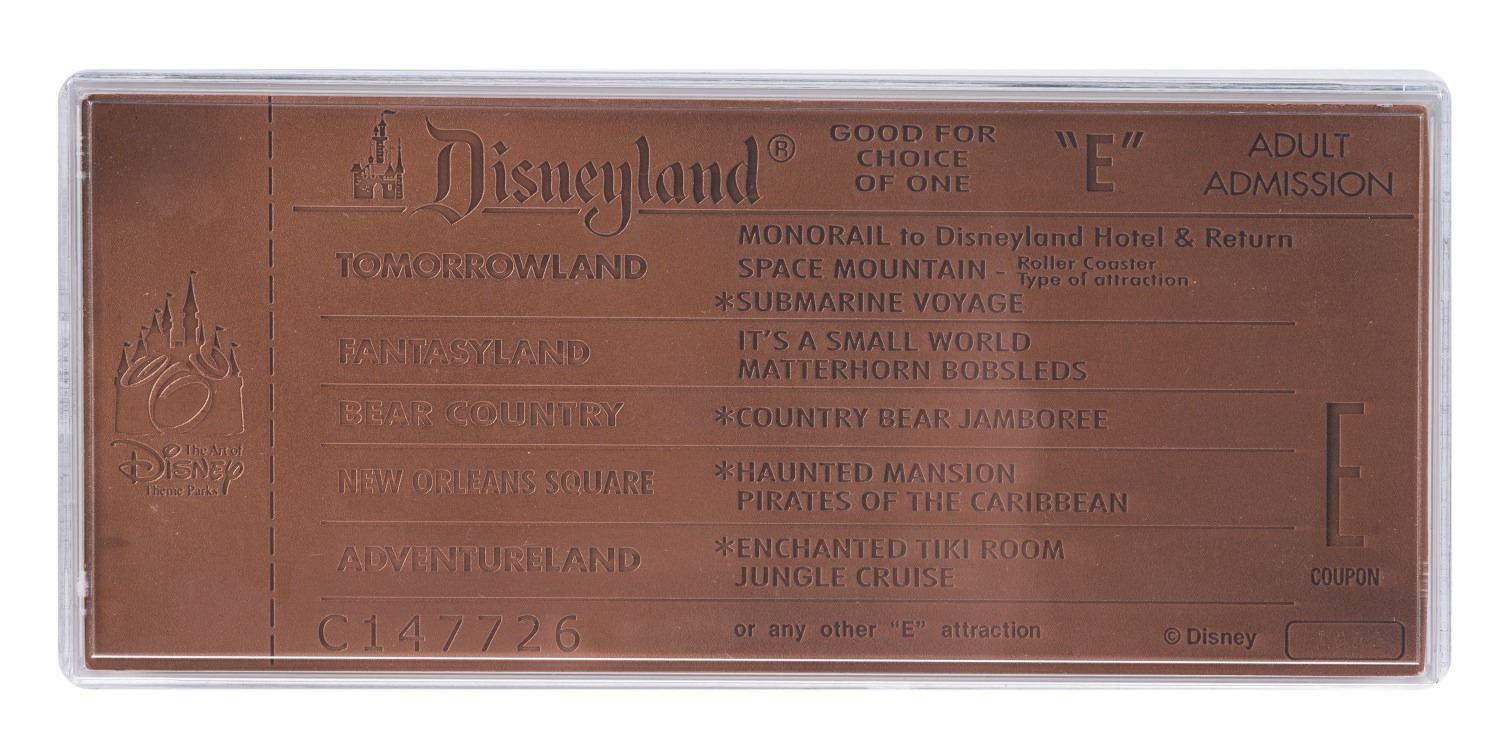 Disneyland®
GOOD FOR
CHOICE
OF ONE
"E"
ADULT
ADMISSION
TOMORROWLAND
MONORAIL to Disneyland Hotel & Return
SPACE MOUNTAIN - Roller Coaster
Type of attraction
*SUBMARINE VOYAGE
FANTASYLAND
IT'S A SMALL WORLD
MATTERHORN BOBSLEDS
BEAR COUNTRY
*COUNTRY BEAR JAMBOREE
NEW ORLEANS SQUARE
*HAUNTED MANSION
PIRATES OF THE CARIBBEAN
ADVENTURELAND
*ENCHANTED TIKI ROOM
JUNGLE CRUISE
E
COUPON
C147726
or any other "E" attraction
© Disney
The Art of
Disney
Theme Parks